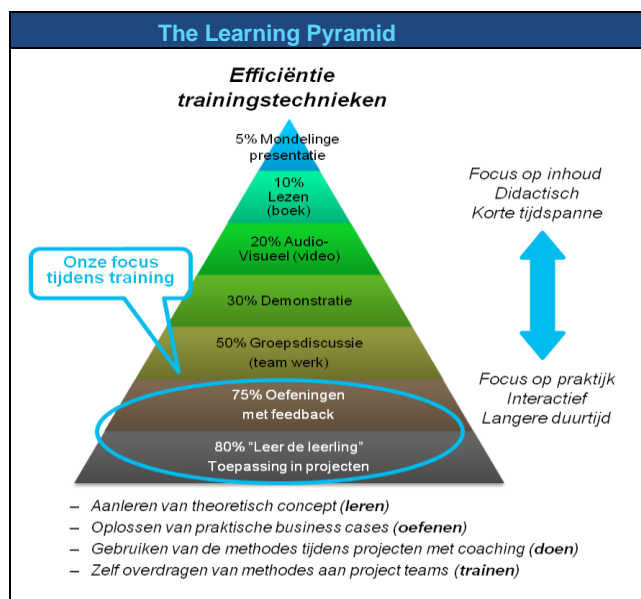 The Learning Pyramid
Efficiëntie
trainingstechnieken
5% Mondelinge
presentatie
10%
Lezen
(boek)
20% Audio-
Visueel (video)
30% Demonstratie
50% Groepsdiscussie
(team werk)
75% Oefeningen
met feedback
80% “Leer de leerling”
Toepassing in projecten
Onze focus
tijdens training
Focus op inhoud
Didactisch
Korte tijdspanne
Focus op praktijk
Interactief
Langere duurtijd
– Aanleren van theoretisch concept (leren)
– Oplossen van praktische business cases (oefenen)
– Gebruiken van de methodes tijdens projecten met coaching (doen)
– Zelf overdragen van methodes aan project teams (trainen)